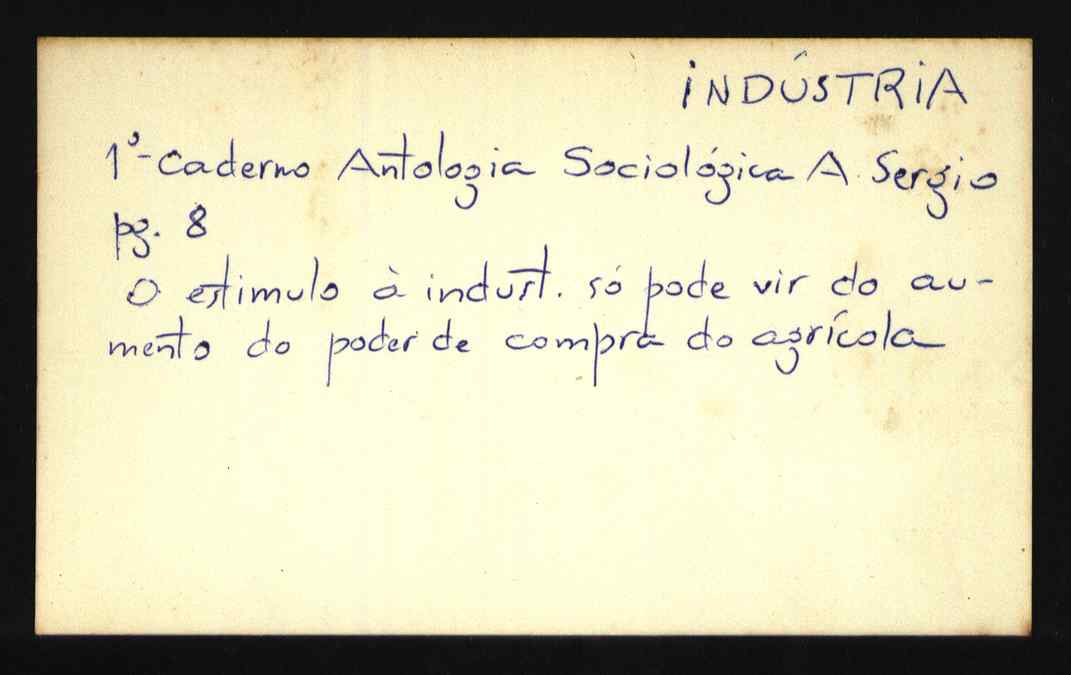 INDÚSTRIA
1º- Caderno Antologia Sociológica A. Sergio
pg. 8
O estimulo à indust. só pode vir do au-
mento do poder de compra do agrícola